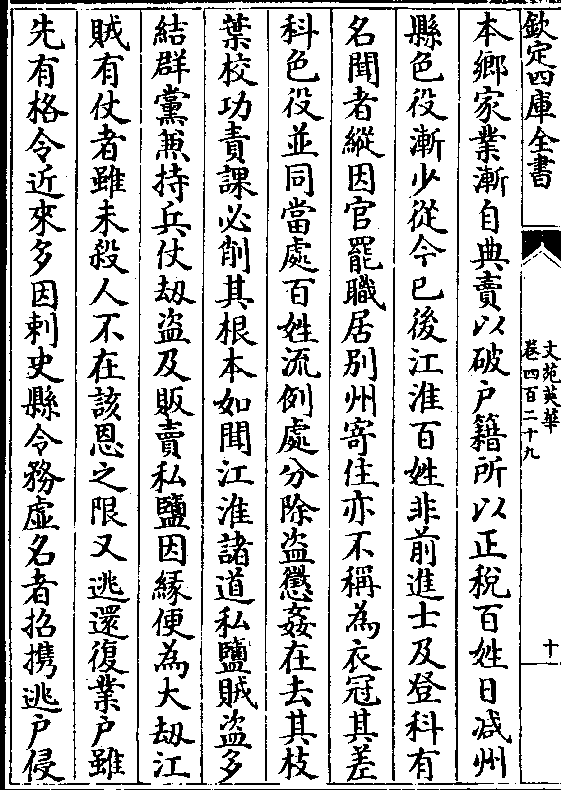 欽定四庫全書
文苑英華
卷四百二十九
十
本鄉家業漸自典賣以破户籍所以正稅百姓日減州
縣色役漸少從今已後江淮百姓非前進士及登科有
名聞者縱因官罷職居别州寄住亦不稱為衣冠其差
科色役並同當處百姓流例處分除盜懲姦在去其枝
葉校功責課必削其根本如聞江淮諸道私鹽賊盜多
結群黨兼持兵仗劫盜及販賣私鹽因緣便為大劫江
賊有仗者雖未殺人不在該恩之限又逃還復業户雖
先有格令近來多因刺史縣令務虛名者招携逃户侵